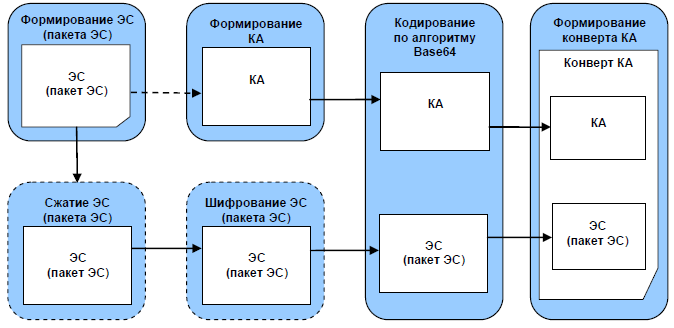 Формирование ЭС
(пакета ЭС)
ЭС
(пакет ЭС)
Формирование
КА
КА
Кодирование
по алгоритму
Base64
КА
ЭС
(пакет ЭС)
Формирование
конверта КА
Конверт КА
КА
ЭС
(пакет ЭС)
Сжатие ЭС
(пакета ЭС)
ЭС
(пакет ЭС)
Шифрование ЭС
(пакета ЭС)
ЭС
(пакет ЭС)